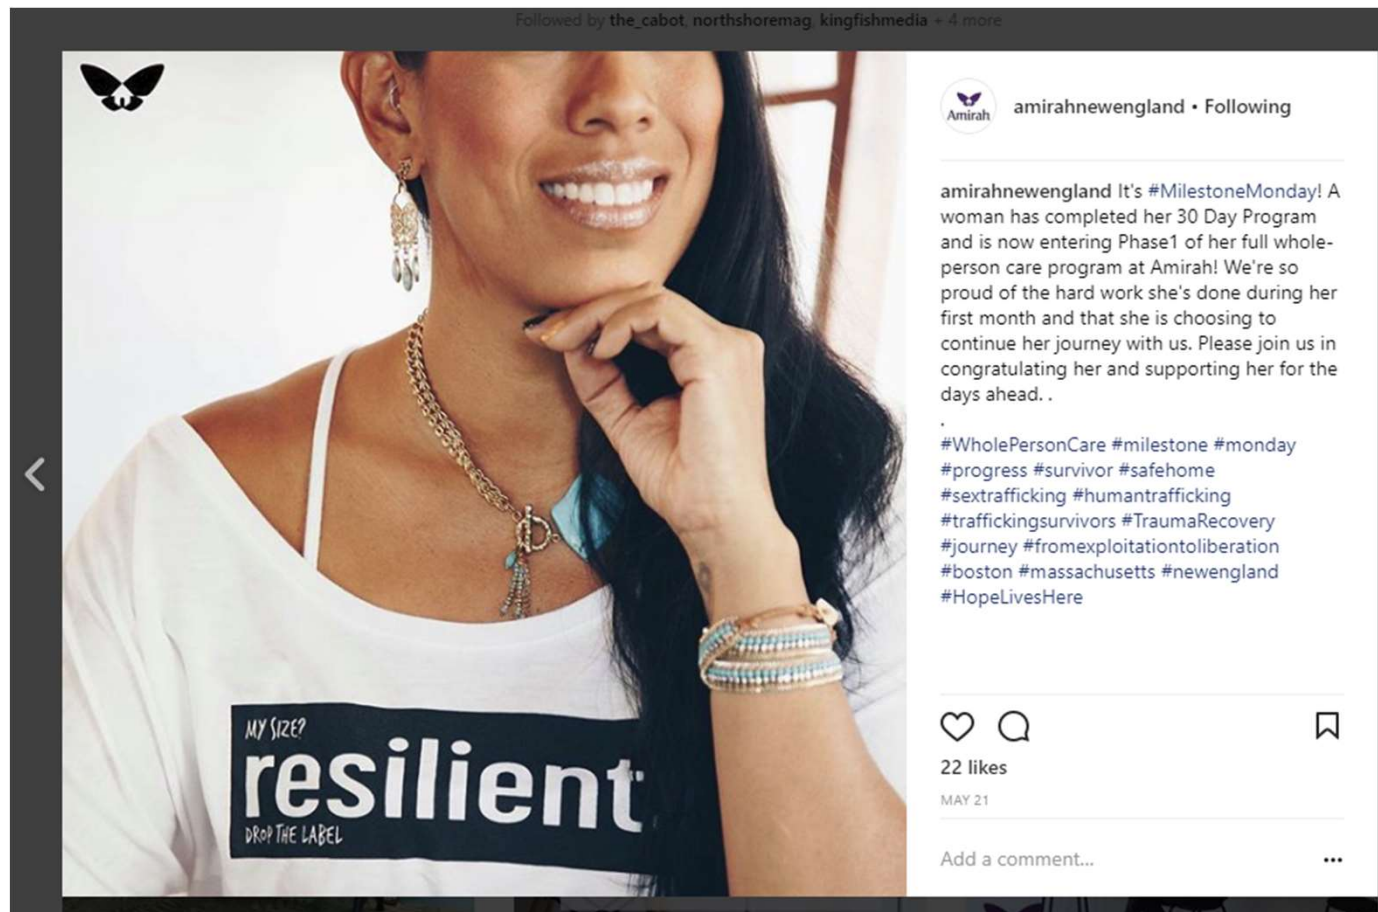 Followed by the_cabot, northshoremag, kingfishmedia + 4 more
Amirah
amirahnewengland • Following
amirahnewengland It's #MilestoneMonday! A
woman has completed her 30 Day Program
and is now entering Phase1 of her full whole-
person care program at Amirah! We're so
proud of the hard work she's done during her
first month and that she is choosing to
continue her journey with us. Please join us in
congratulating her and supporting her for the
days ahead. .
.
#WholePersonCare #milestone #monday
#progress #survivor #safehome
#sextrafficking #humantrafficking
#traffickingsurvivors #TraumaRecovery
#journey #fromexploitationtoliberation
#boston #massachusetts #newengland
#HopeLivesHere
22 likes
MAY 21
Add a comment...
MY SIZE?
resilient
DROP THE LABEL